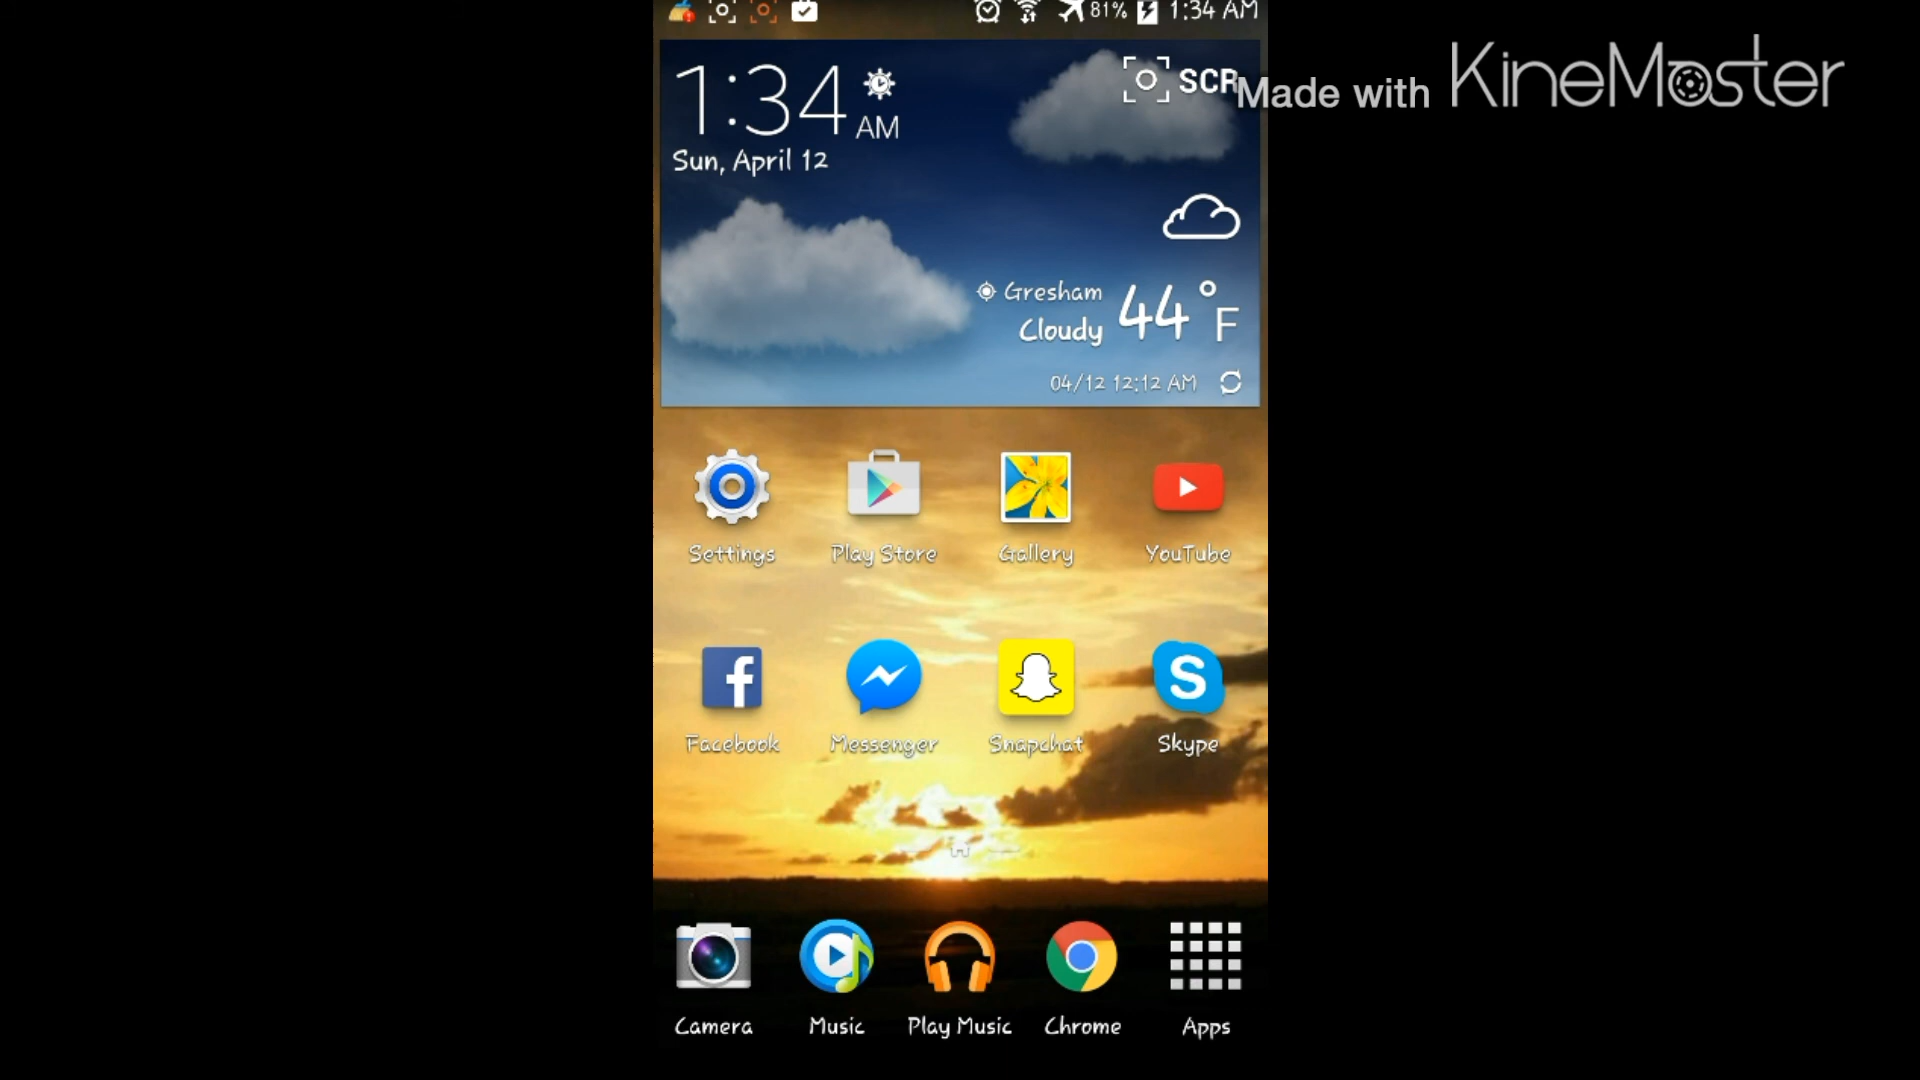 81% 1:34 AM
1:34 AM
SCR
Made with KineMaster
Sun, April 12
Gresham
Cloudy
44°F
04/12 12:12 AM
Settings Play Store Gallery YouTube
Facebook Messenger Snapchat Skype
Camera Music Play Music Chrome Apps